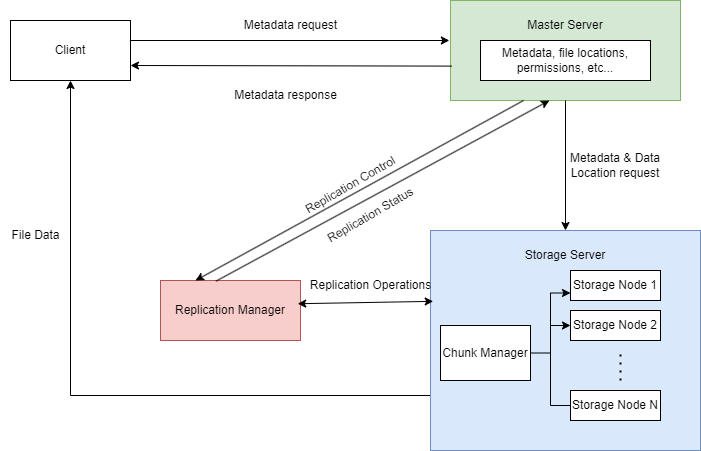 Client
Metadata request
Metadata response
Master Server
Metadata, file locations,
permissions, etc...
Metadata & Data
Location request
Replication Control
Replication Status
File Data
Replication Manager
Replication Operations
Storage Server
Chunk Manager
Storage Node 1
Storage Node 2
Storage Node N